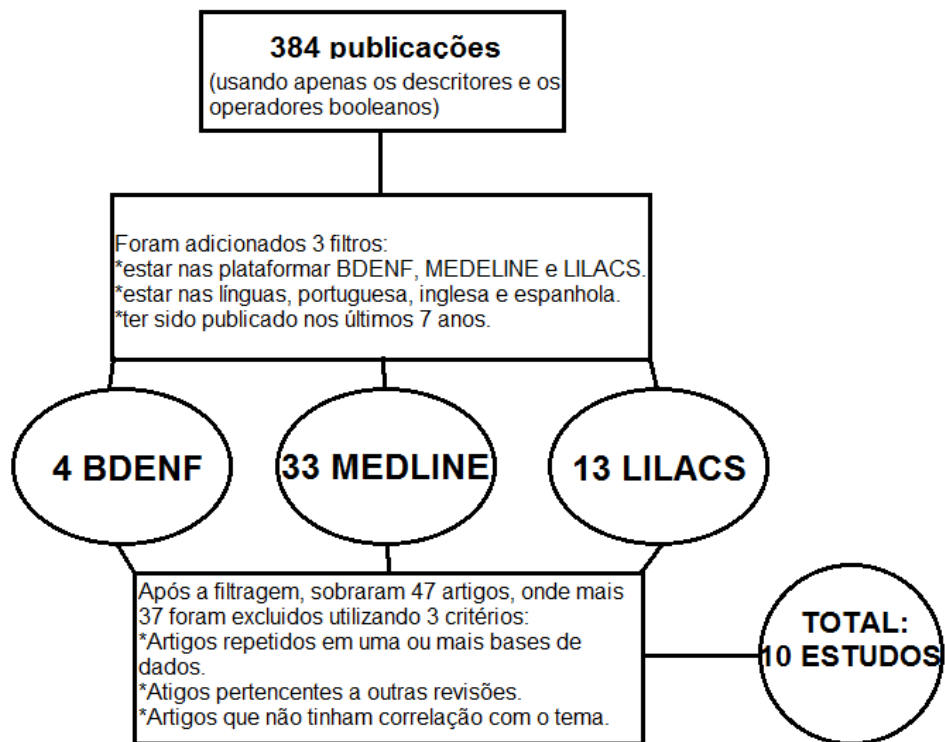 384 publicações
(usando apenas os descritores e os
operadores booleanos)
Foram adicionados 3 filtros:
*estar nas plataformar BDENF, MEDELINE e LILACS.
*estar nas línguas, portuguesa, inglesa e espanhola.
*ter sido publicado nos últimos 7 anos.
4 BDENF
33 MEDLINE
13 LILACS
Após a filtragem, sobraram 47 artigos, onde mais
37 foram excluidos utilizando 3 critérios:
*Artigos repetidos em uma ou mais bases de
dados.
*Atigos pertencentes a outras revisões.
*Artigos que não tinham correlação com o tema.
TOTAL:
10 ESTUDOS